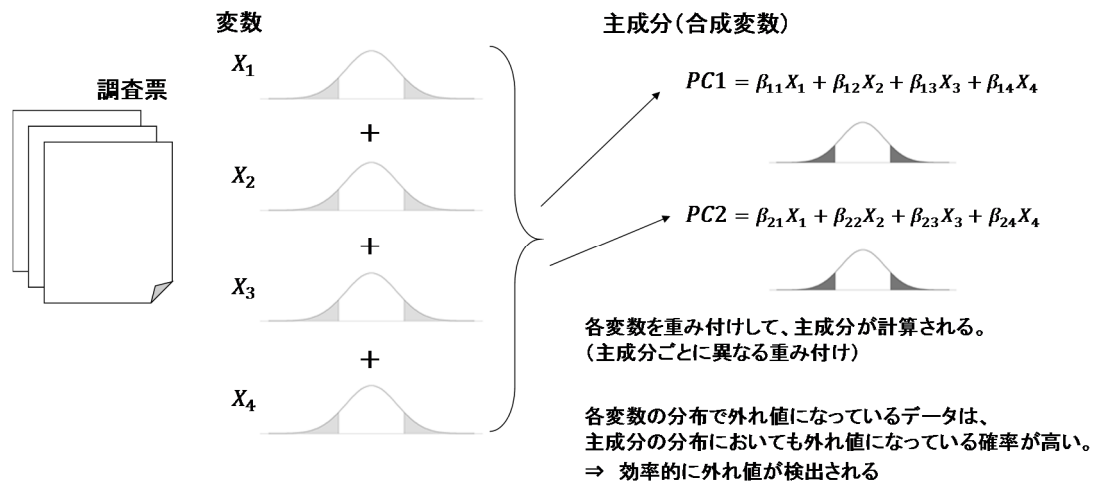 変数
主成分（合成変数）
調査票
X₁
+
X₂
+
X₃
+
X₄
PC1 = β₁₁X₁ + β₁₂X₂ + β₁₃X₃ + β₁₄X₄
PC2 = β₂₁X₁ + β₂₂X₂ + β₂₃X₃ + β₂₄X₄
各変数を重み付けして、主成分が計算される。
（主成分ごとに異なる重み付け）
各変数の分布で外れ値になっているデータは、
主成分の分布においても外れ値になっている確率が高い。
⇒ 効率的に外れ値が検出される